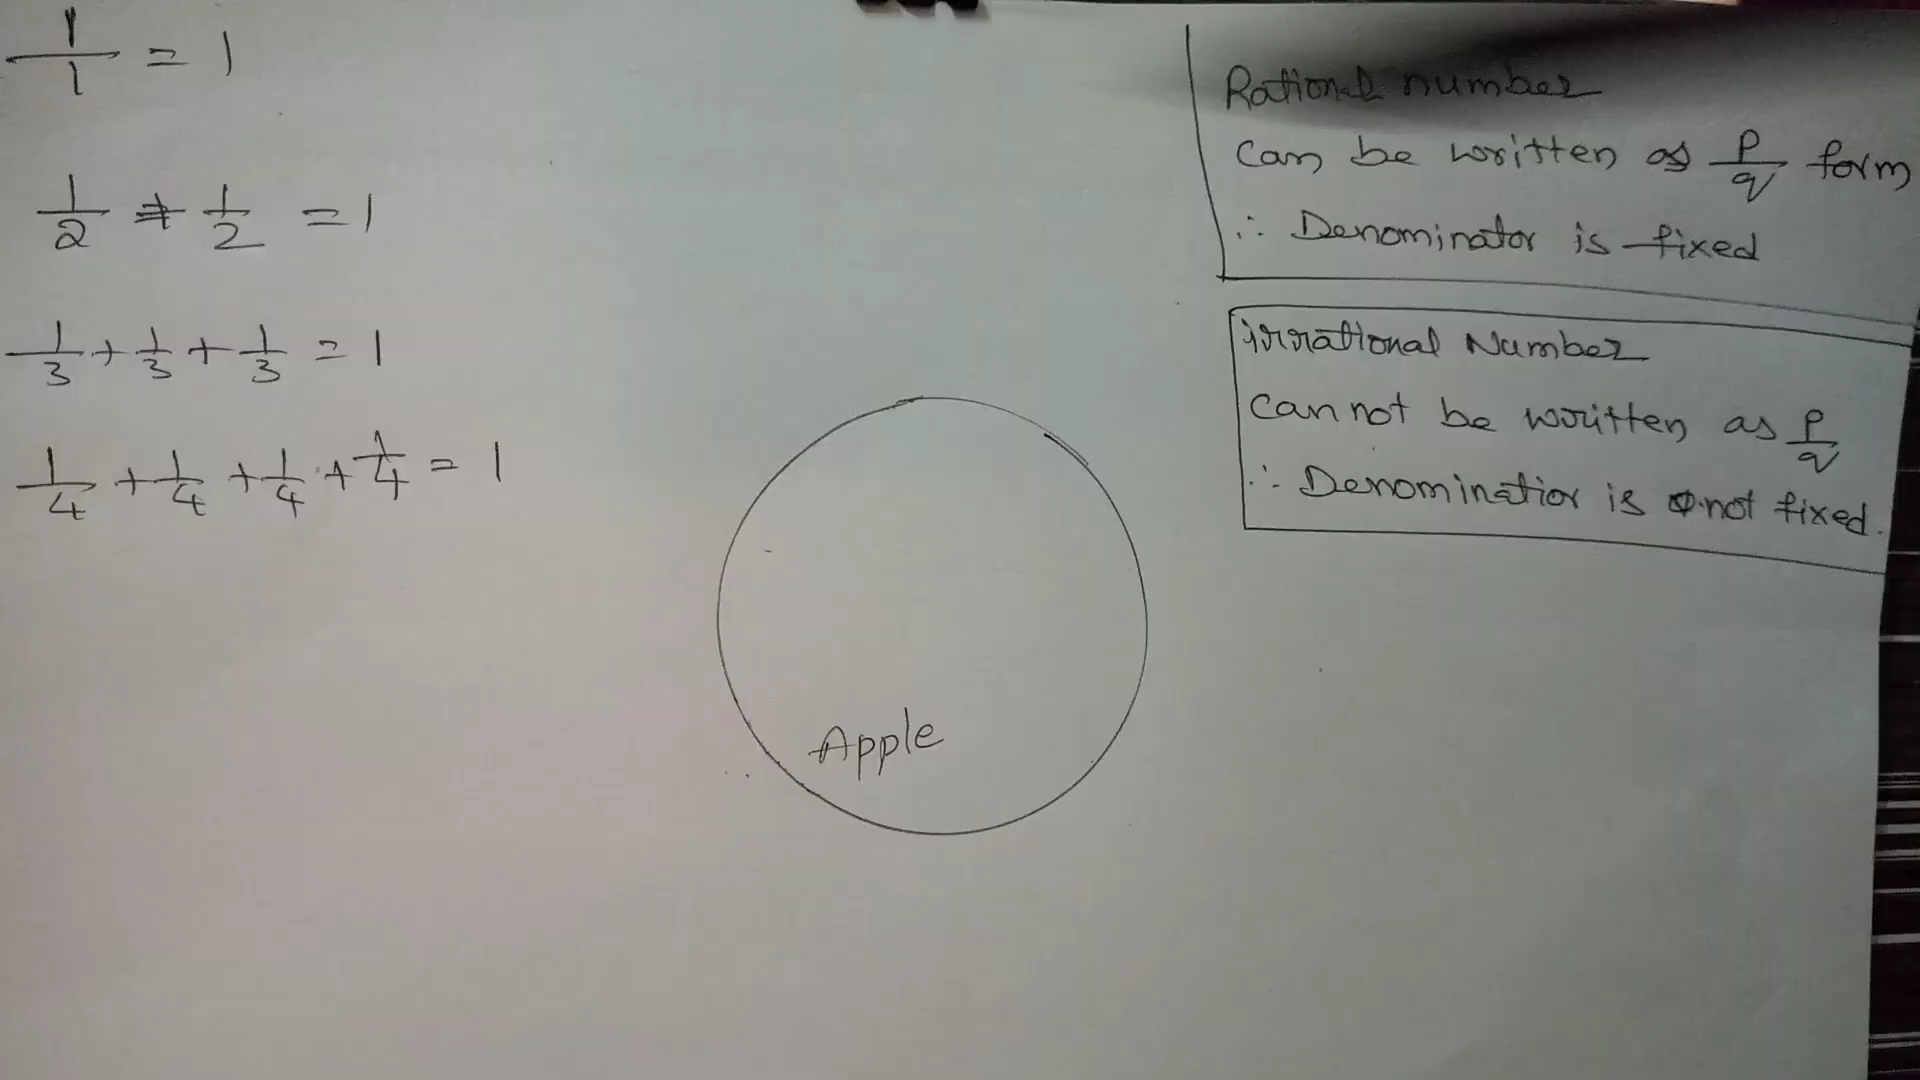 1/1 = 1
1/2 + 1/2 = 1
1/3 + 1/3 + 1/3 = 1
1/4 + 1/4 + 1/4 + 1/4 = 1
Apple
Rational number
can be written as p/q form
∴ Denominator is fixed
irrational Number
cannot be written as p/q
∴ Denominatior is not fixed.